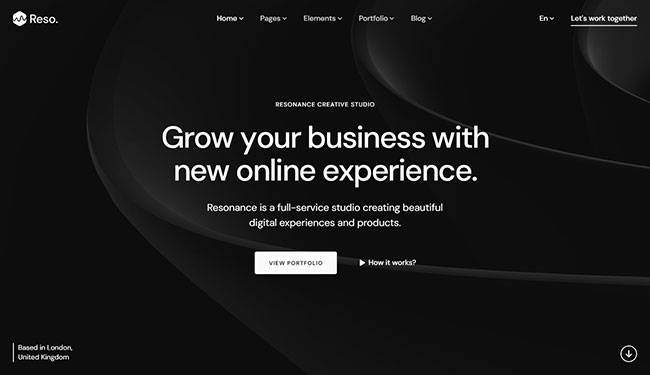 Reso.
Home Pages Elements Portfolio Blog
En Let's work together
RESONANCE CREATIVE STUDIO
Grow your business with
new online experience.
Resonance is a full-service studio creating beautiful
digital experiences and products.
VIEW PORTFOLIO
How it works?
Based in London,
United Kingdom